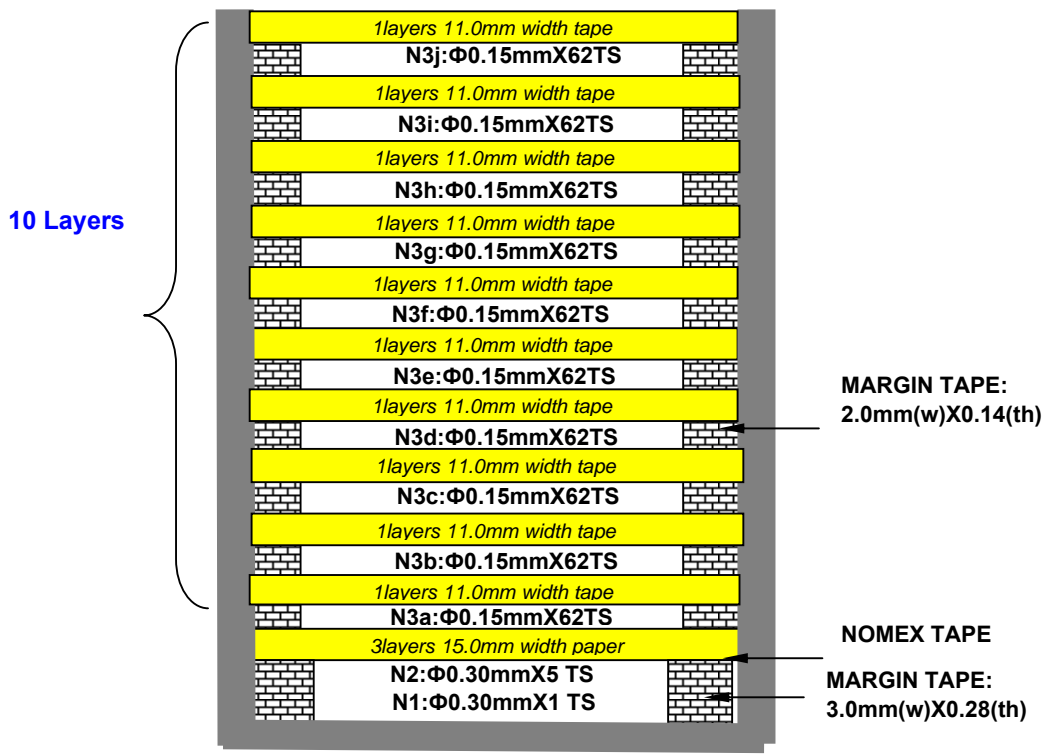 1layers 11.0mm width tape
N3j:Φ0.15mmX62TS
1layers 11.0mm width tape
N3i:Φ0.15mmX62TS
1layers 11.0mm width tape
N3h:Φ0.15mmX62TS
10 Layers
1layers 11.0mm width tape
N3g:Φ0.15mmX62TS
1layers 11.0mm width tape
N3f:Φ0.15mmX62TS
1layers 11.0mm width tape
N3e:Φ0.15mmX62TS
1layers 11.0mm width tape
N3d:Φ0.15mmX62TS
MARGIN TAPE:
2.0mm(w)X0.14(th)
1layers 11.0mm width tape
N3c:Φ0.15mmX62TS
1layers 11.0mm width tape
N3b:Φ0.15mmX62TS
1layers 11.0mm width tape
N3a:Φ0.15mmX62TS
3layers 15.0mm width paper
NOMEX TAPE
N2:Φ0.30mmX5 TS
N1:Φ0.30mmX1 TS
MARGIN TAPE:
3.0mm(w)X0.28(th)